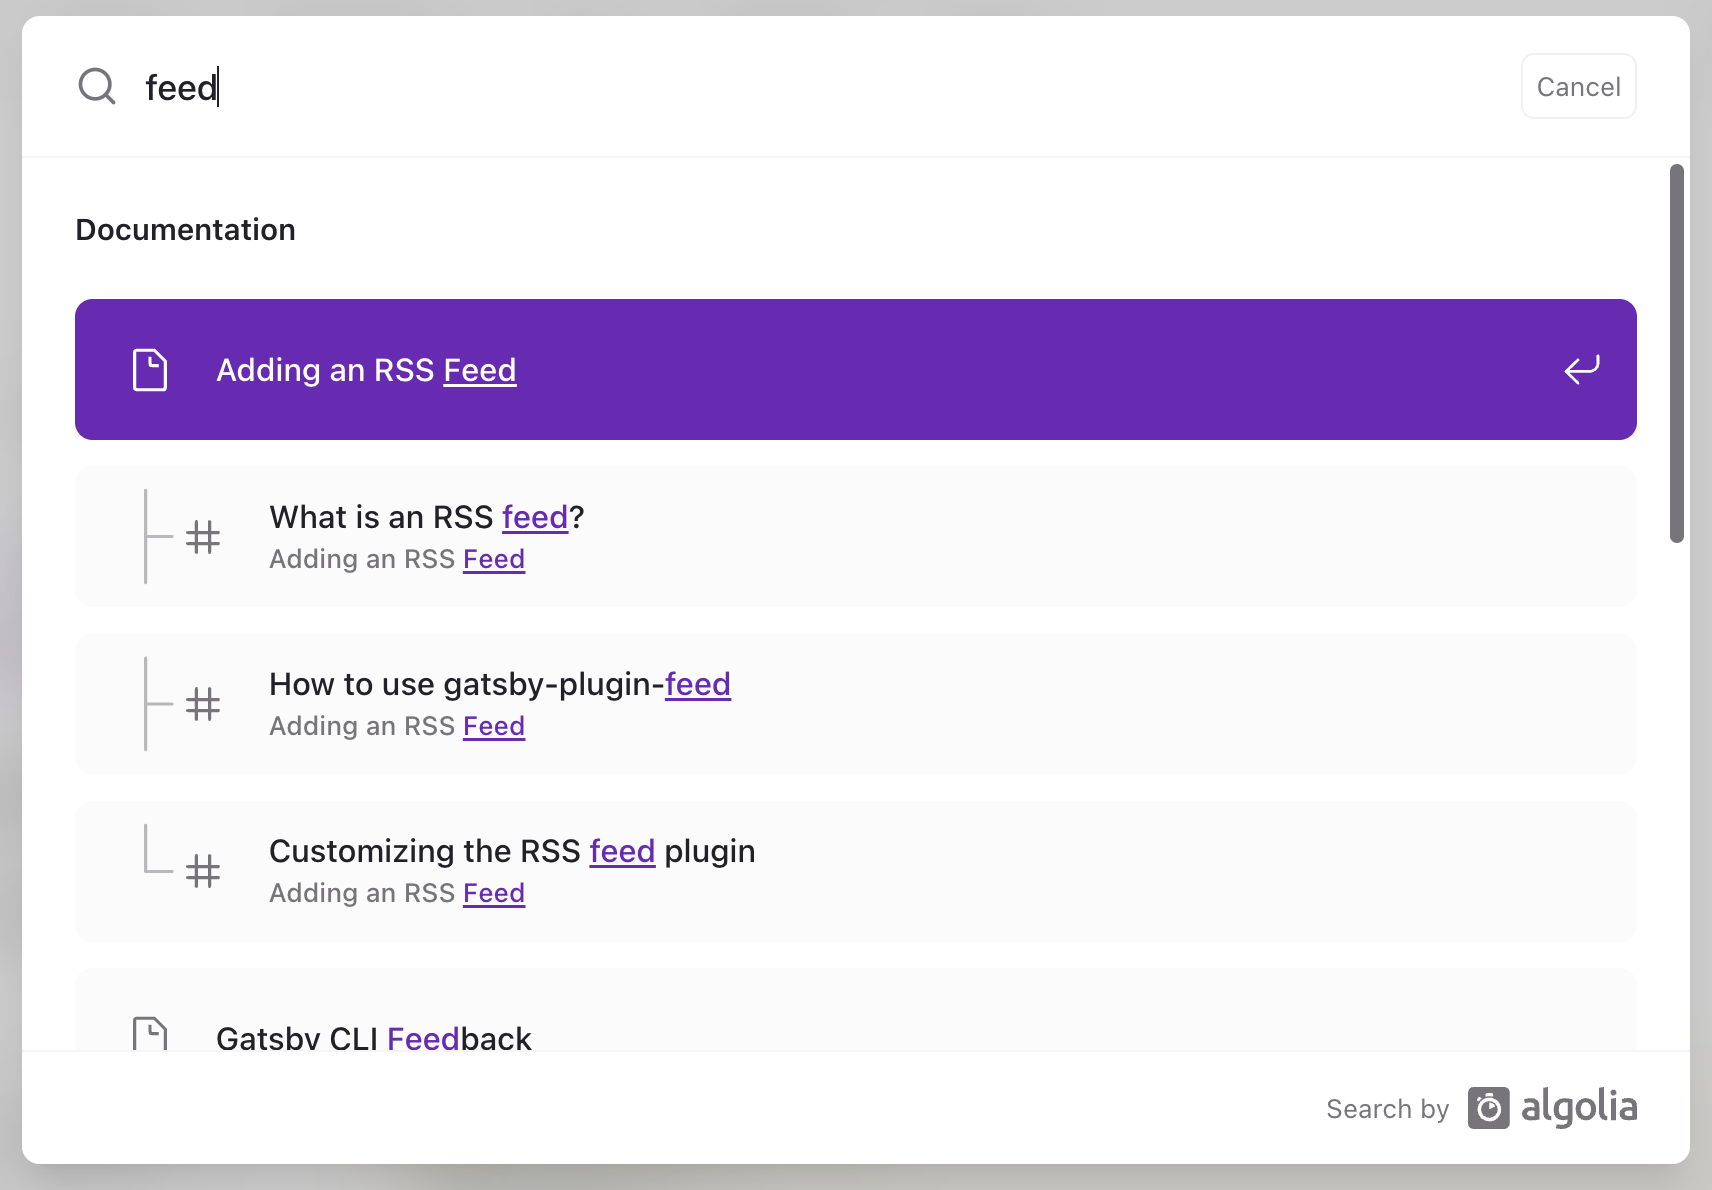 feed
Cancel
Documentation
Adding an RSS Feed
What is an RSS feed?
Adding an RSS Feed
How to use gatsby-plugin-feed
Adding an RSS Feed
Customizing the RSS feed plugin
Adding an RSS Feed
Gatsby CLI Feedback
Search by algolia